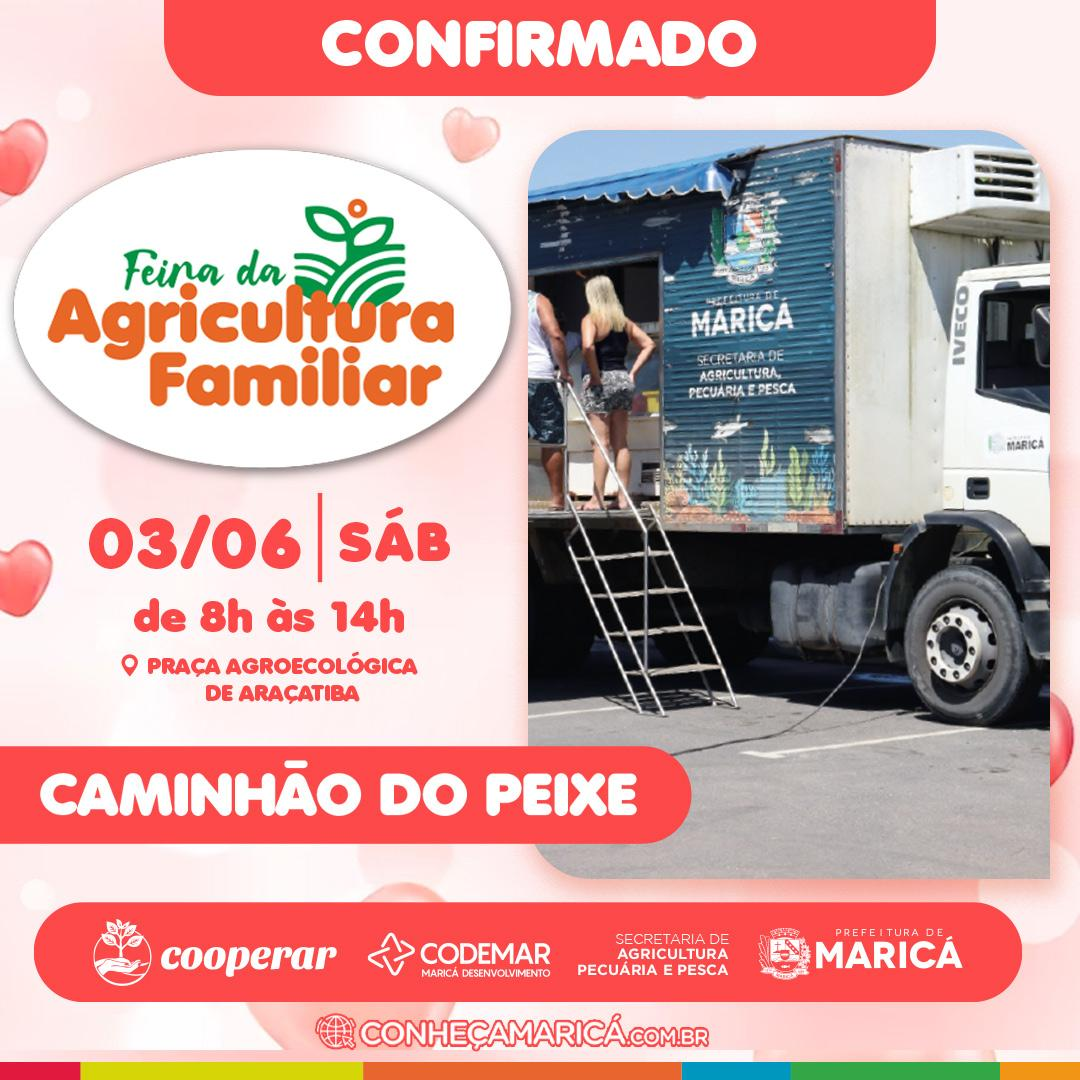 CONFIRMADO
Feira da
Agricultura
Familiar
03/06 | SÁB
de 8h às 14h
PRAÇA AGROECOLÓGICA
DE ARAÇATIBA
PREFEITURA DE
MARICÁ
SECRETARIA DE
AGRICULTURA,
PECUÁRIA E PESCA
IVECO
MARICÁ
CAMINHÃO DO PEIXE
cooperar
CODEMAR
MARICÁ DESENVOLVIMENTO
SECRETARIA DE
AGRICULTURA
PECUÁRIA E PESCA
PREFEITURA DE
MARICÁ
CONHEÇAMARICÁ.COM.BR